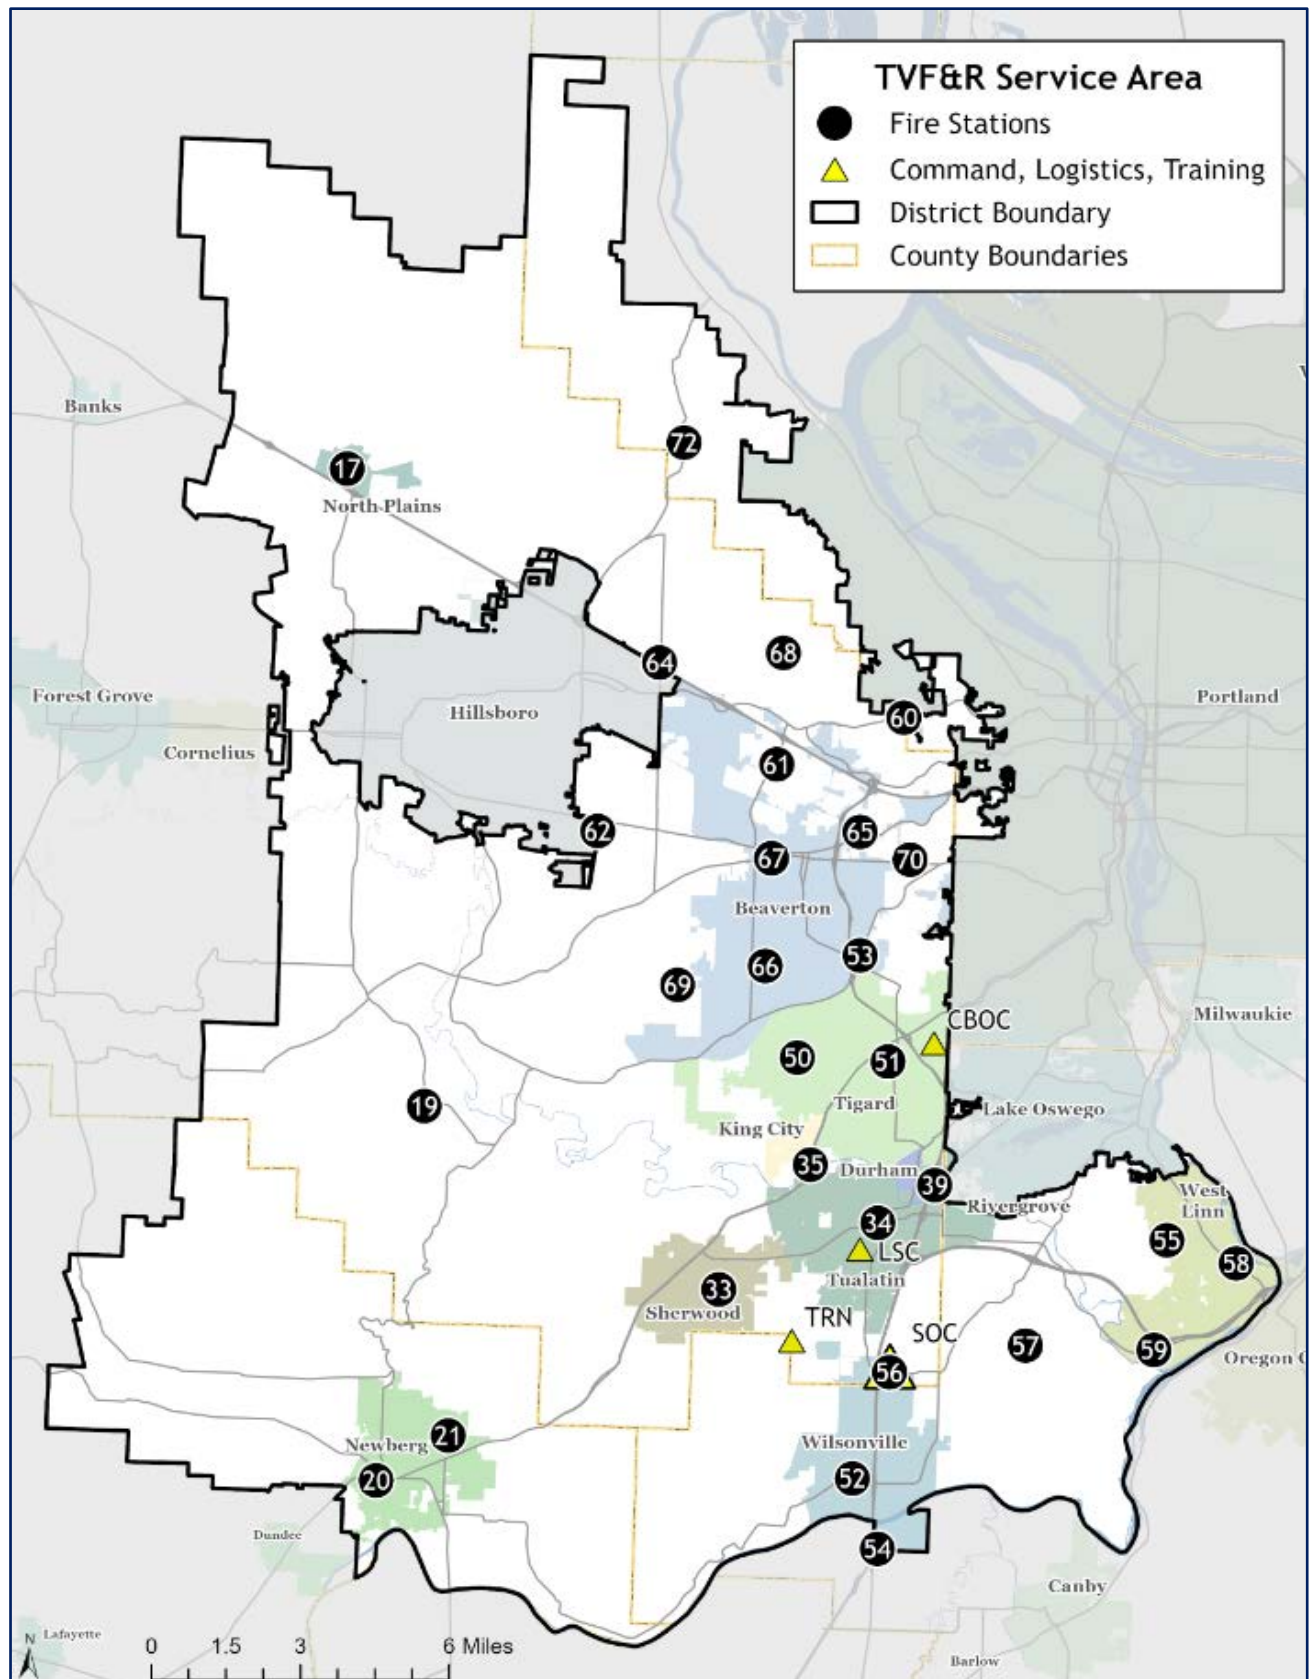 TVF&R Service Area
Fire Stations
Command, Logistics, Training
District Boundary
County Boundaries
Banks
72
17
North Plains
68
64
Forest Grove
Portland
Hillsboro
60
Cornelius
61
62
65
67
70
Beaverton
53
66
69
Milwaukie
CBOC
50
51
19
Tigard
Lake Oswego
King City
35
Durham
39
West
Linn
Rivergrove
34
55
LSC
58
Tualatin
33
Sherwood
TRN
SOC
57
59
56
Oregon C
21
Newberg
Wilsonville
20
52
Dundee
54
Canby
N
Lafayette
0 1.5 3 6 Miles
Barlow